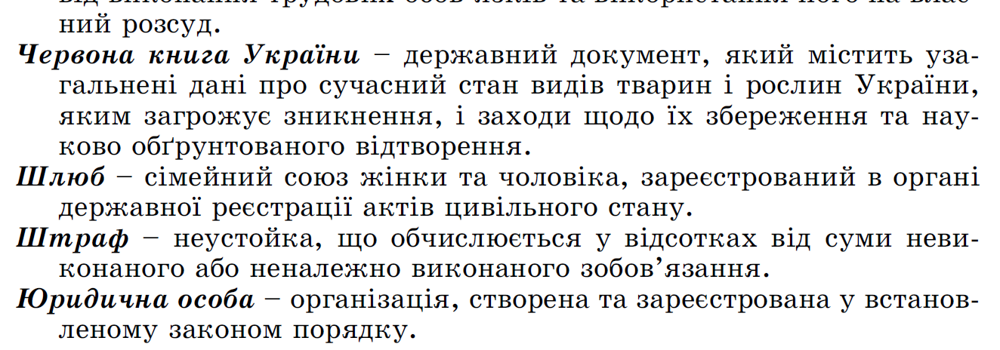 ний розсуд.
Червона книга України – державний документ, який містить уза-
гальнені дані про сучасний стан видів тварин і рослин України,
яким загрожує зникнення, і заходи щодо їх збереження та нау-
ково обґрунтованого відтворення.
Шлюб – сімейний союз жінки та чоловіка, зареєстрований в органі
державної реєстрації актів цивільного стану.
Штраф – неустойка, що обчислюється у відсотках від суми неви-
конаного або неналежно виконаного зобов’язання.
Юридична особа – організація, створена та зареєстрована у встанов-
леному законом порядку.